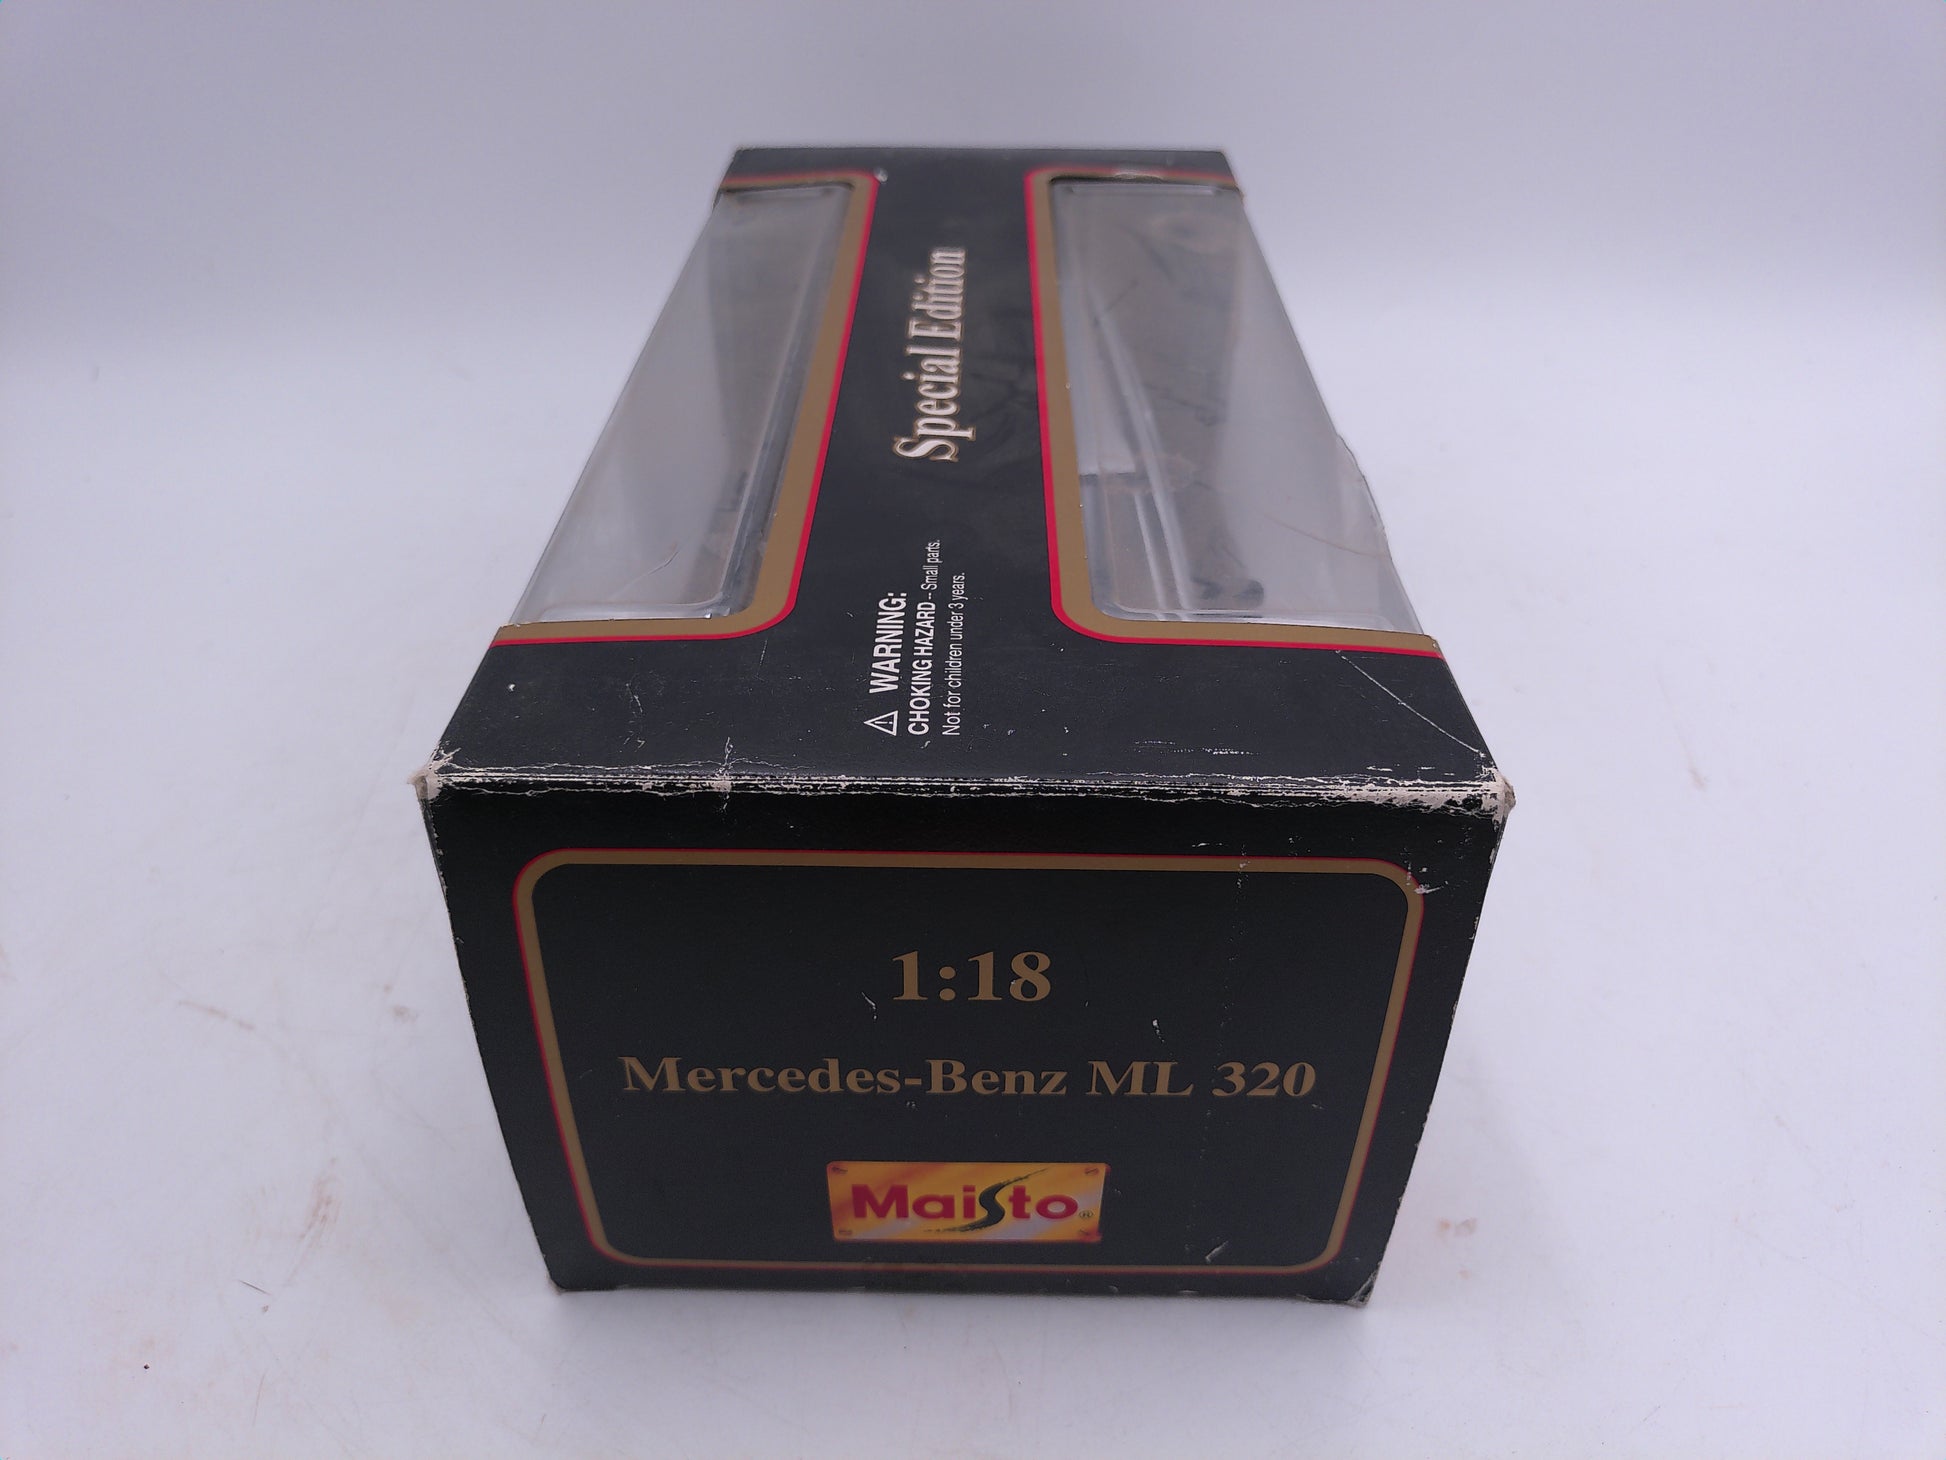 Special Edition
⚠ WARNING:
CHOKING HAZARD -- Small parts.
Not for children under 3 years.
1:18
Mercedes-Benz ML 320
Maisto®